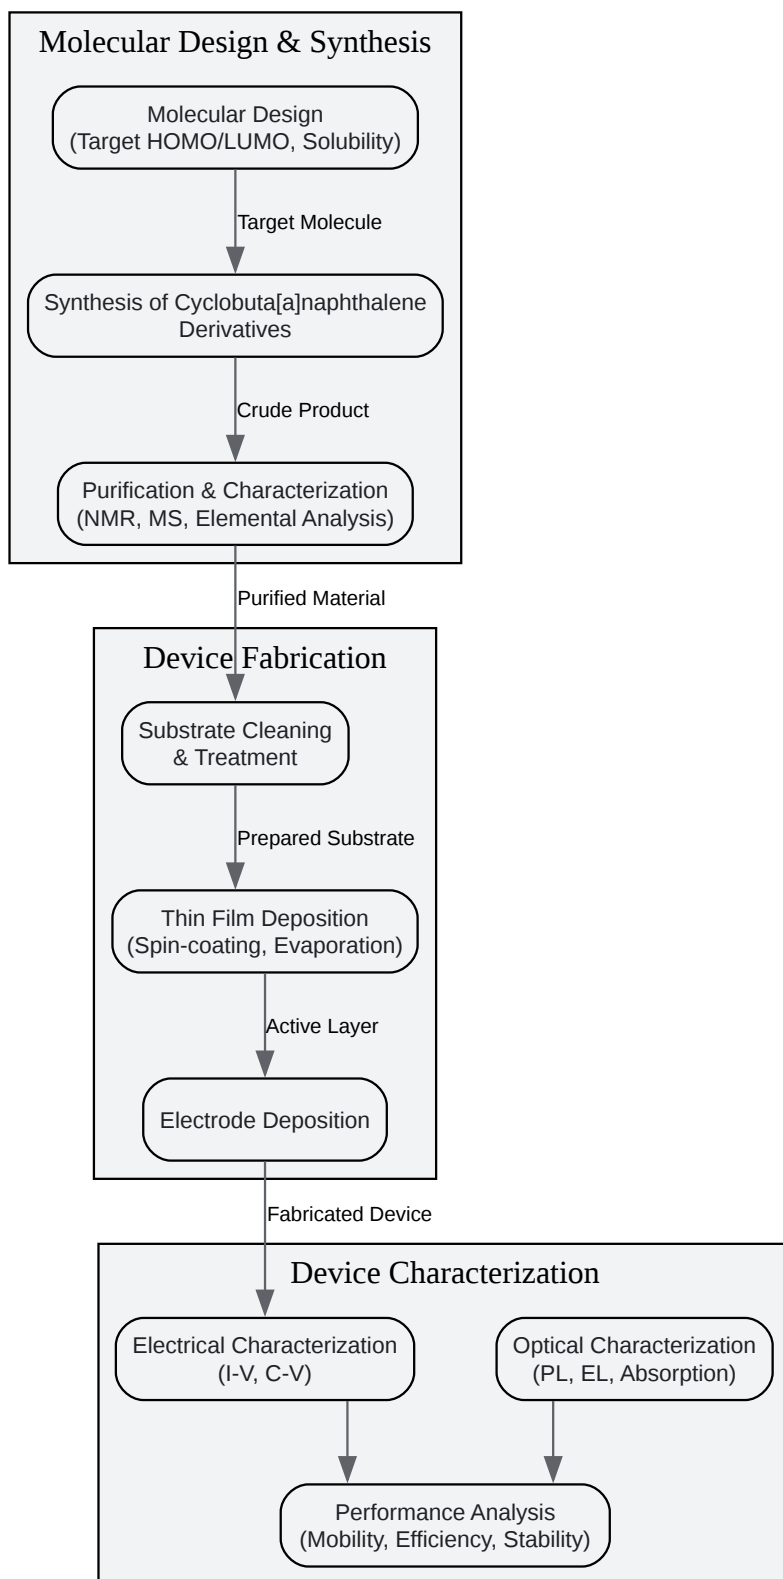 Molecular Design & Synthesis
Molecular Design
(Target HOMO/LUMO, Solubility)
Target Molecule
Synthesis of Cyclobuta[a]naphthalene
Derivatives
Crude Product
Purification & Characterization
(NMR, MS, Elemental Analysis)
Purified Material
Device Fabrication
Substrate Cleaning
& Treatment
Prepared Substrate
Thin Film Deposition
(Spin-coating, Evaporation)
Active Layer
Electrode Deposition
Fabricated Device
Device Characterization
Electrical Characterization
(I-V, C-V)
Optical Characterization
(PL, EL, Absorption)
Performance Analysis
(Mobility, Efficiency, Stability)